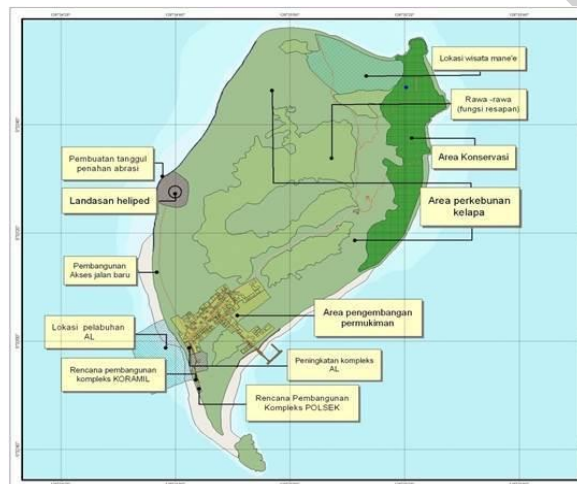 Lokasi wisata mane'e
Rawa -rawa
(fungsi resapan)
Pembuatan tanggul
penahan abrasi
Area Konservasi
Landasan heliped
Area perkebunan
kelapa
Pembangunan
Akses jalan baru
Area pengembangan
permukiman
Lokasi pelabuhan
AL
Peningkatan kompleks
AL
Rencana pembangunan
kompleks KORAMIL
Rencana Pembangunan
Kompleks POLSEK